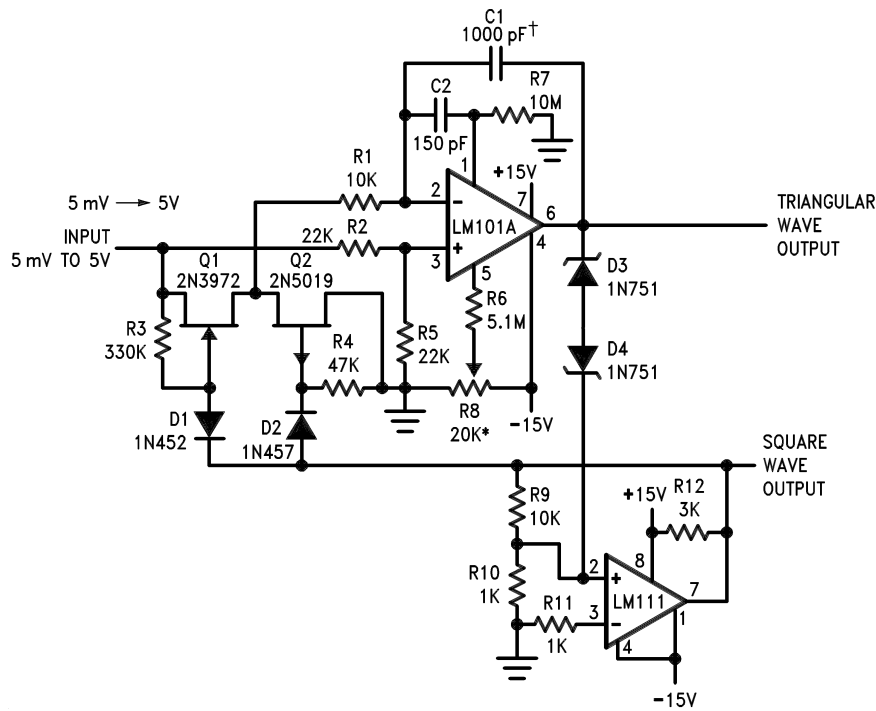 C1
1000 pF†
C2
150 pF
R7
10M
R1
10K
+15V
1
2
−
7
6
5 mV → 5V
R2
22K
LM101A
TRIANGULAR
WAVE
OUTPUT
INPUT
5 mV TO 5V
3
+
4
5
Q1
2N3972
Q2
2N5019
D3
1N751
R6
5.1M
R3
330K
R4
47K
R5
22K
D4
1N751
R8
20K*
-15V
D1
1N452
D2
1N457
SQUARE
WAVE
OUTPUT
R9
10K
+15V
R12
3K
R10
1K
2
+
8
LM111
7
R11
1K
3
−
1
4
-15V